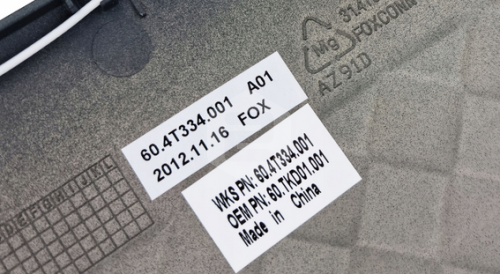 Mg
FOXCONN
AZ91D
60.4T334.001 A01
2012.11.16 FOX
WKS PN: 60.4T334.001
OEM PN: 60.TKD01.001
Made in China